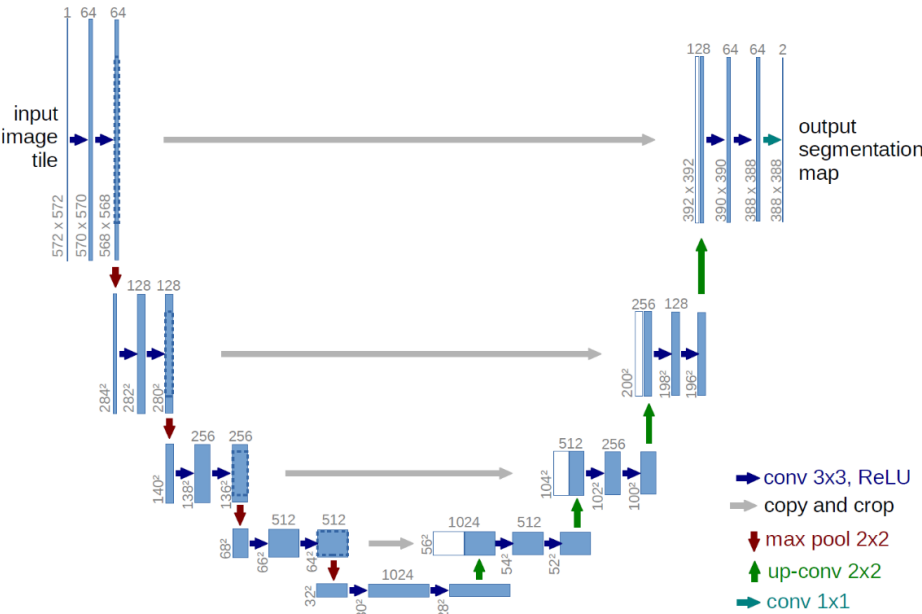 1 64 64
input
image
tile
572 x 572
570 x 570
568 x 568
128 64 64 2
392 x 392
390 x 390
388 x 388
388 x 388
output
segmentation
map
128 128
284²
282²
280²
256 128
200²
198²
196²
256 256
140²
138²
136²
512 256
104²
102²
100²
512 512
68²
66²
64²
1024 512
56²
54²
52²
1024
32²
conv 3x3, ReLU
copy and crop
max pool 2x2
up-conv 2x2
conv 1x1